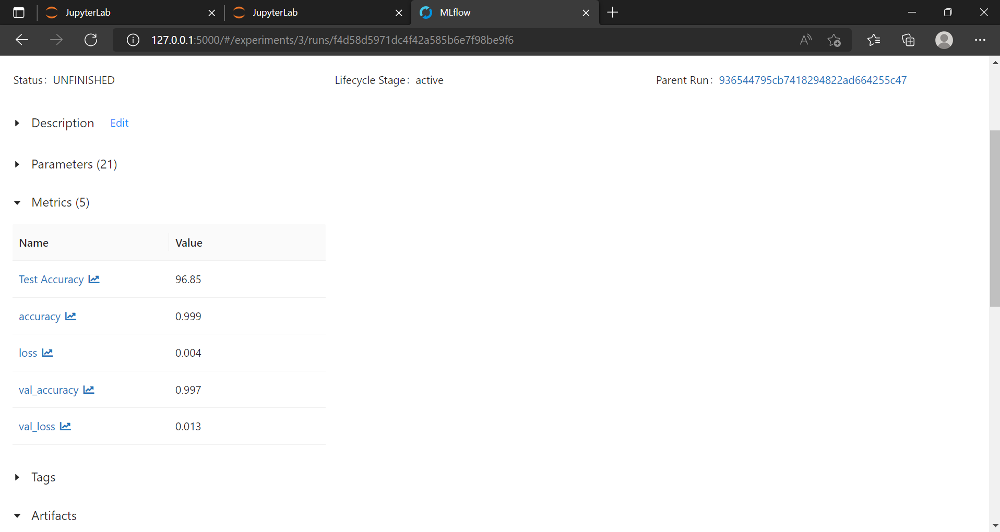 JupyterLab
JupyterLab
MLflow
127.0.0.1:5000/#/experiments/3/runs/f4d58d5971dc4f42a585b6e7f98be9f6
Status: UNFINISHED
Lifecycle Stage: active
Parent Run: 936544795cb7418294822ad664255c47
Description Edit
Parameters (21)
Metrics (5)
Name Value
Test Accuracy 96.85
accuracy 0.999
loss 0.004
val_accuracy 0.997
val_loss 0.013
Tags
Artifacts